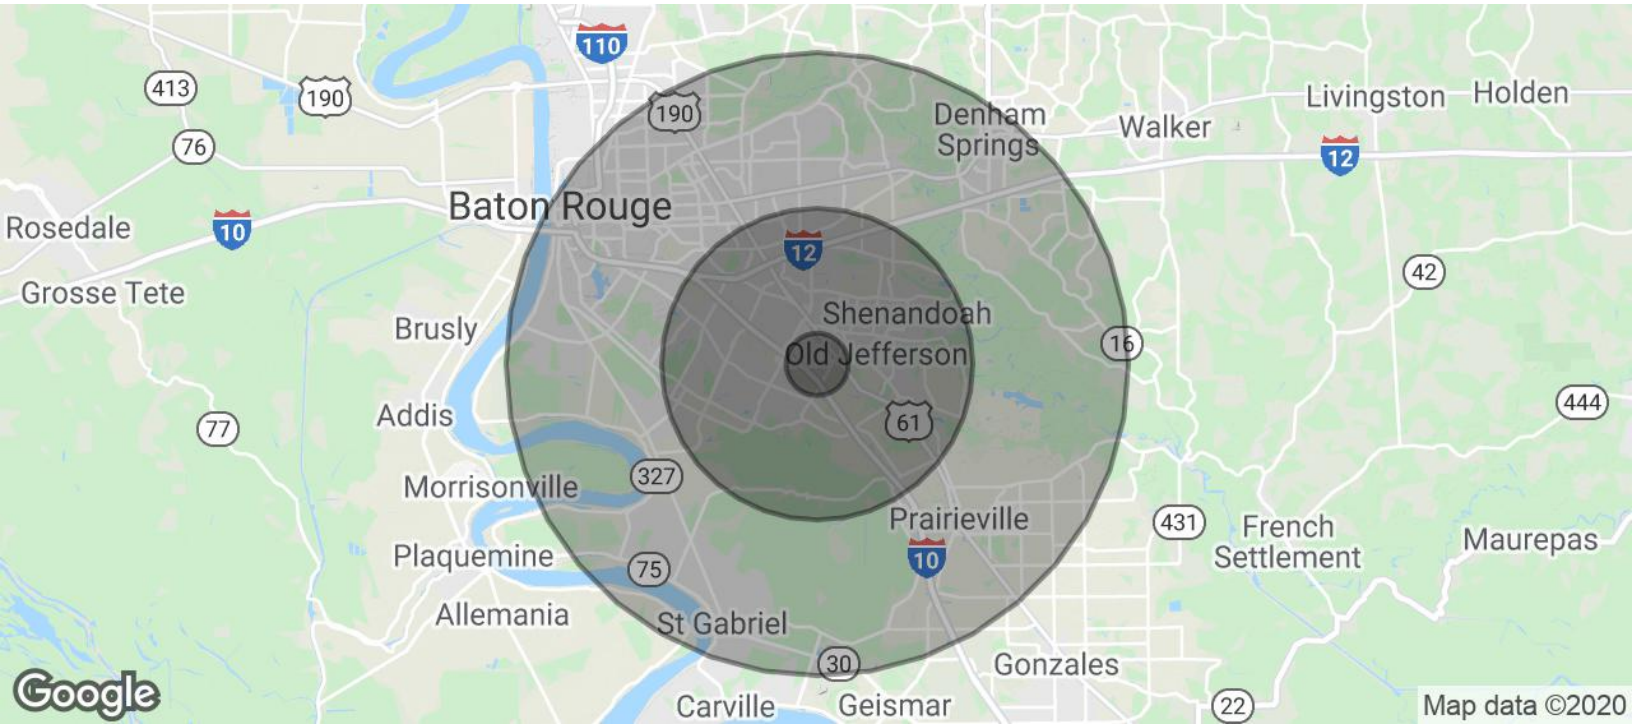 110
413
190
190
Denham
Springs
Livingston
Holden
Walker
76
12
Baton Rouge
Rosedale
10
12
42
Grosse Tete
Shenandoah
Brusly
16
Old Jefferson
444
Addis
61
77
327
Morrisonville
Prairieville
431
French
Settlement
Maurepas
Plaquemine
10
75
Allemania
St Gabriel
30
Gonzales
Google
Carville
Geismar
22
Map data ©2020